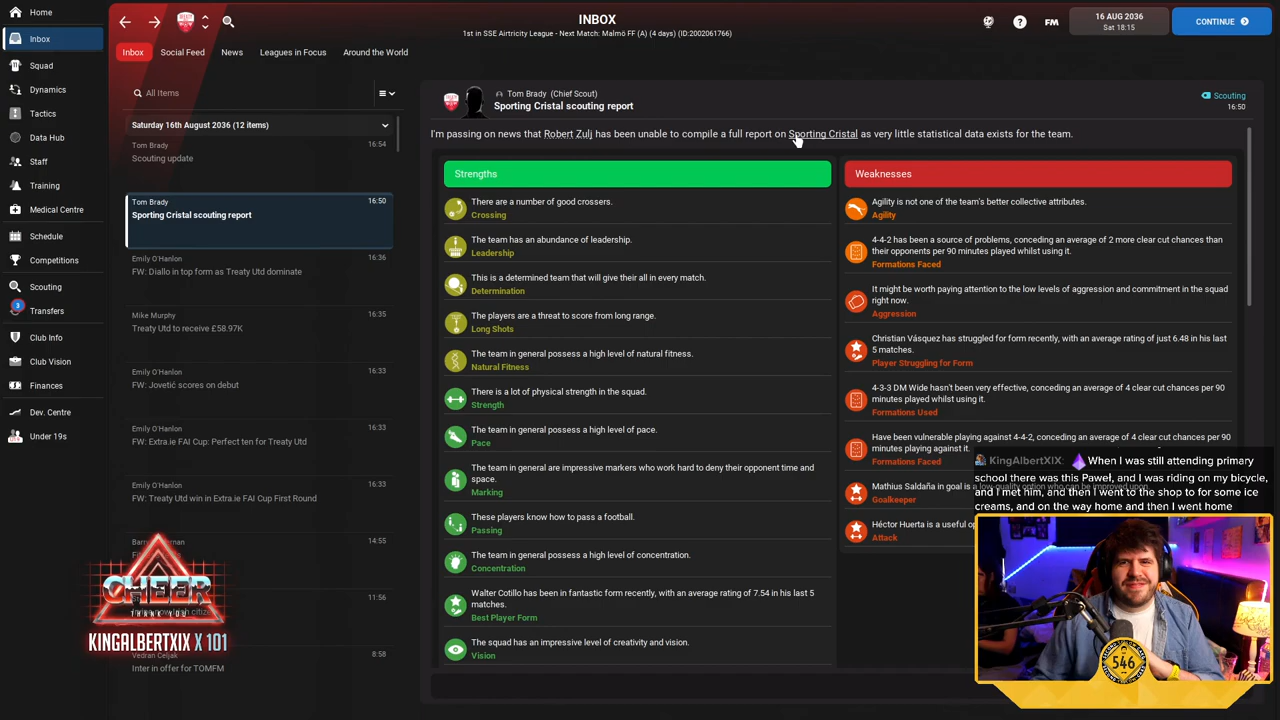 Home
Inbox
Squad
Dynamics
Tactics
Data Hub
Staff
Training
Medical Centre
Schedule
Competitions
Scouting
3
Transfers
Club Info
Club Vision
Finances
Dev. Centre
Under 19s
INBOX
1st in SSE Airtricity League - Next Match: Malmö FF (A) (4 days) (ID:2002061766)
?
FM
16 AUG 2036
Sat 18:15
CONTINUE
Inbox
Social Feed
News
Leagues in Focus
Around the World
All Items
Saturday 16th August 2036 (12 items)
Tom Brady
16:54
Scouting update
Tom Brady
16:50
Sporting Cristal scouting report
Emily O'Hanlon
16:36
FW: Diallo in top form as Treaty Utd dominate
Mike Murphy
16:35
Treaty Utd to receive £58.97K
Emily O'Hanlon
16:33
FW: Jovetić scores on debut
Emily O'Hanlon
16:33
FW: Extra.ie FAI Cup: Perfect ten for Treaty Utd
Emily O'Hanlon
16:33
FW: Treaty Utd win in Extra.ie FAI Cup First Round
14:55
11:56
Vedran Celjak
8:58
Inter in offer for TOMFM
CHEER
THANK YOU
KINGALBERTXIX X 101
Tom Brady (Chief Scout)
Sporting Cristal scouting report
Scouting
16:50
I'm passing on news that Robert Zulj has been unable to compile a full report on Sporting Cristal as very little statistical data exists for the team.
Strengths
There are a number of good crossers.
Crossing
The team has an abundance of leadership.
Leadership
This is a determined team that will give their all in every match.
Determination
The players are a threat to score from long range.
Long Shots
The team in general possess a high level of natural fitness.
Natural Fitness
There is a lot of physical strength in the squad.
Strength
The team in general possess a high level of pace.
Pace
The team in general are impressive markers who work hard to deny their opponent time and
space.
Marking
These players know how to pass a football.
Passing
The team in general possess a high level of concentration.
Concentration
Walter Cotillo has been in fantastic form recently, with an average rating of 7.54 in his last 5
matches.
Best Player Form
The squad has an impressive level of creativity and vision.
Vision
Weaknesses
Agility is not one of the team's better collective attributes.
Agility
4-4-2 has been a source of problems, conceding an average of 2 more clear cut chances than
their opponents per 90 minutes played whilst using it.
Formations Faced
It might be worth paying attention to the low levels of aggression and commitment in the squad
right now.
Aggression
Christian Vásquez has struggled for form recently, with an average rating of just 6.48 in his last
5 matches.
Player Struggling for Form
4-3-3 DM Wide hasn't been very effective, conceding an average of 4 clear cut chances per 90
minutes played whilst using it.
Formations Used
Have been vulnerable playing against 4-4-2, conceding an average of 4 clear cut chances per 90
minutes playing against it.
Formations Faced
Mathius Saldaña in goal is a low-quality option who can be improved upon
Goalkeeper
Héctor Huerta is a useful op
Attack
KingAlbertXIX: When I was still attending primary
school there was this Pawel, and I was riding on my bicycle,
and I met him, and then I went to the shop to for some ice
creams, and on the way home and then I went home
546